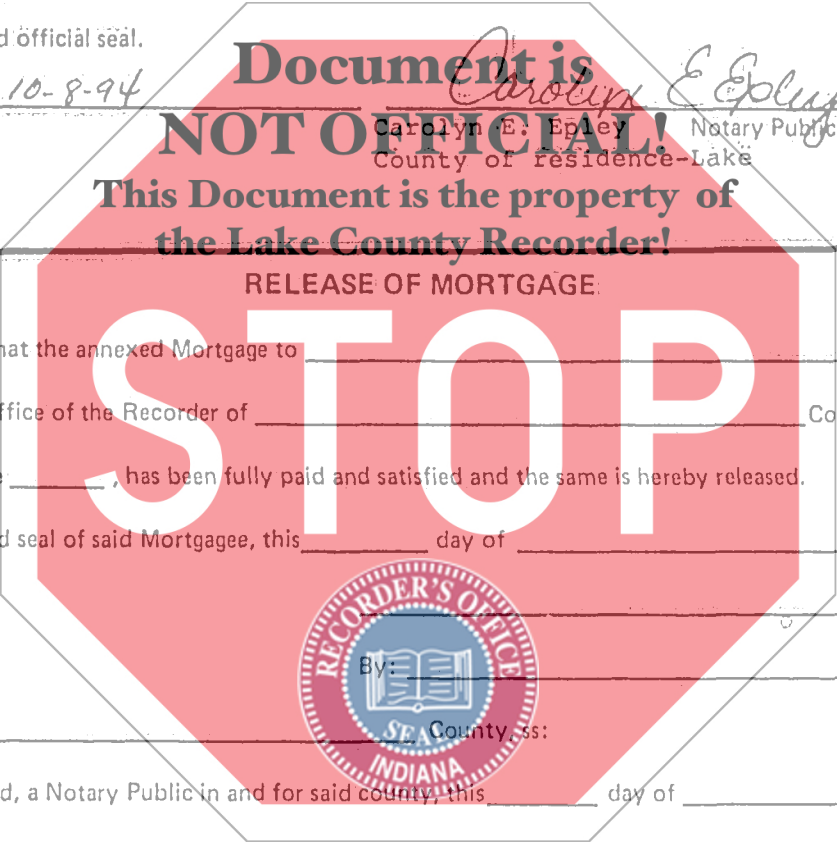 d official seal.
Document is
10-8-94 Carolyn E Epley
NOT OFFICIAL!
Carolyn E. Epley Notary Public
County of residence-Lake
This Document is the property of
the Lake County Recorder!
RELEASE OF MORTGAGE
STOP
hat the annexed Mortgage to
ffice of the Recorder of Co
, has been fully paid and satisfied and the same is hereby released.
d seal of said Mortgagee, this day of
RECORDER'S OFFICE
By:
SEAL
County, ss:
INDIANA
d, a Notary Public in and for said county, this day of